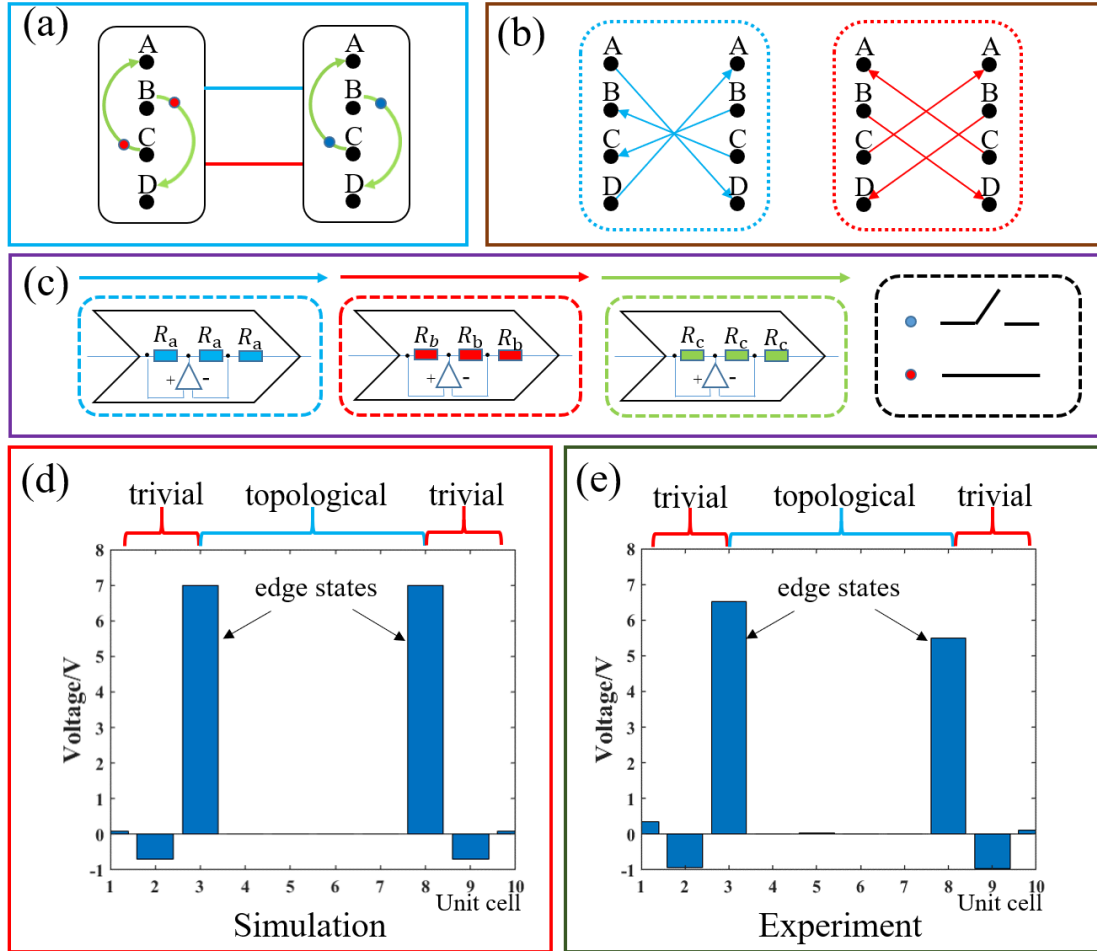 (a)
A
B
C
D
A
B
C
D
(b)
A
B
C
D
A
B
C
D
A
B
C
D
A
B
C
D
(c)
Ra Ra Ra
+ -
Rb Rb Rb
+ -
Rc Rc Rc
+ -
(d)
trivial topological trivial
edge states
Voltage/V
8
7
6
5
4
3
2
1
0
-1
1 2 3 4 5 6 7 8 9 10
Unit cell
Simulation
(e)
trivial topological trivial
edge states
Voltage/V
8
7
6
5
4
3
2
1
0
-1
1 2 3 4 5 6 7 8 9 10
Unit cell
Experiment